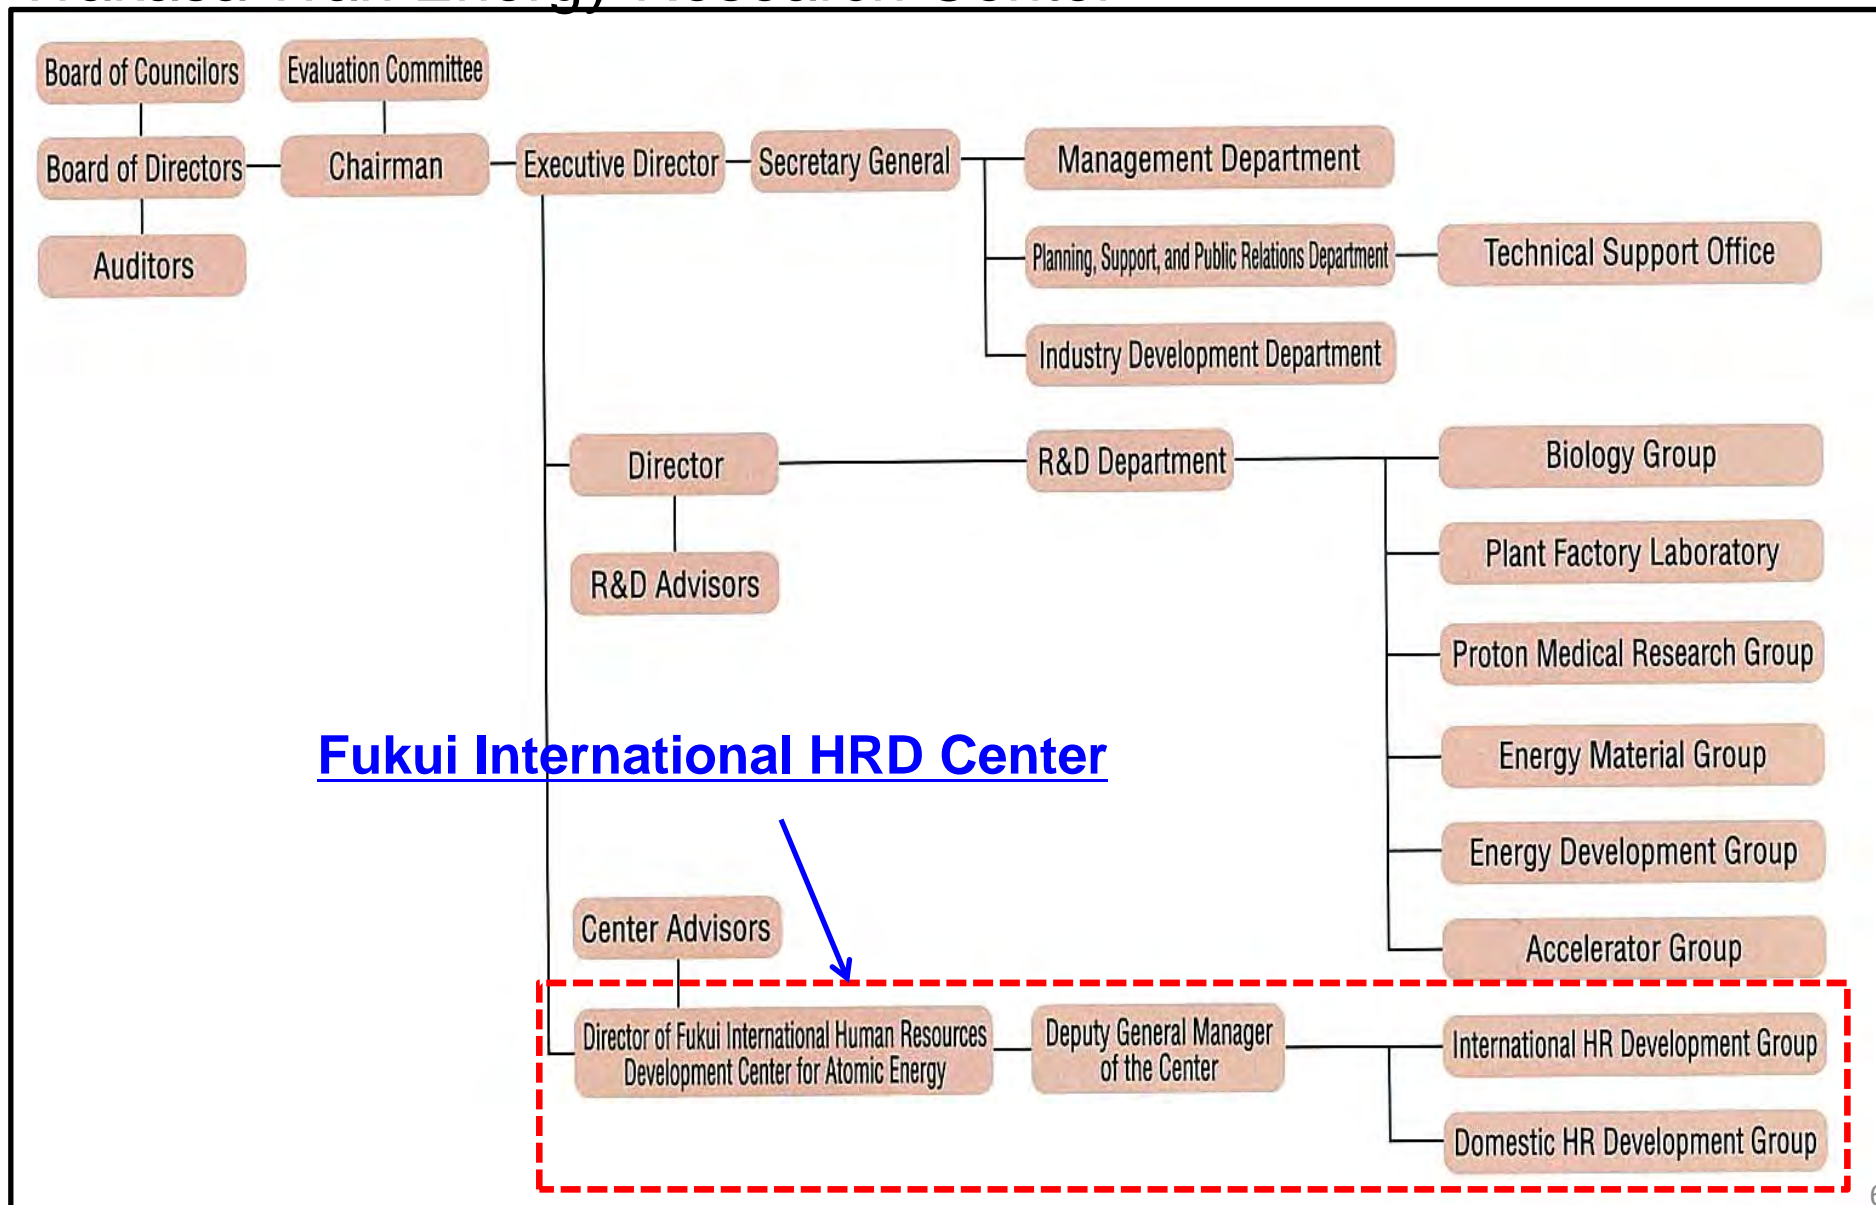 Energy Research Center
Board of Councilors
Evaluation Committee
Board of Directors
Chairman
Executive Director
Secretary General
Management Department
Auditors
Planning, Support, and Public Relations Department
Technical Support Office
Industry Development Department
Director
R&D Department
Biology Group
R&D Advisors
Plant Factory Laboratory
Proton Medical Research Group
Fukui International HRD Center
Energy Material Group
Energy Development Group
Center Advisors
Accelerator Group
Director of Fukui International Human Resources
Development Center for Atomic Energy
Deputy General Manager
of the Center
International HR Development Group
Domestic HR Development Group
6